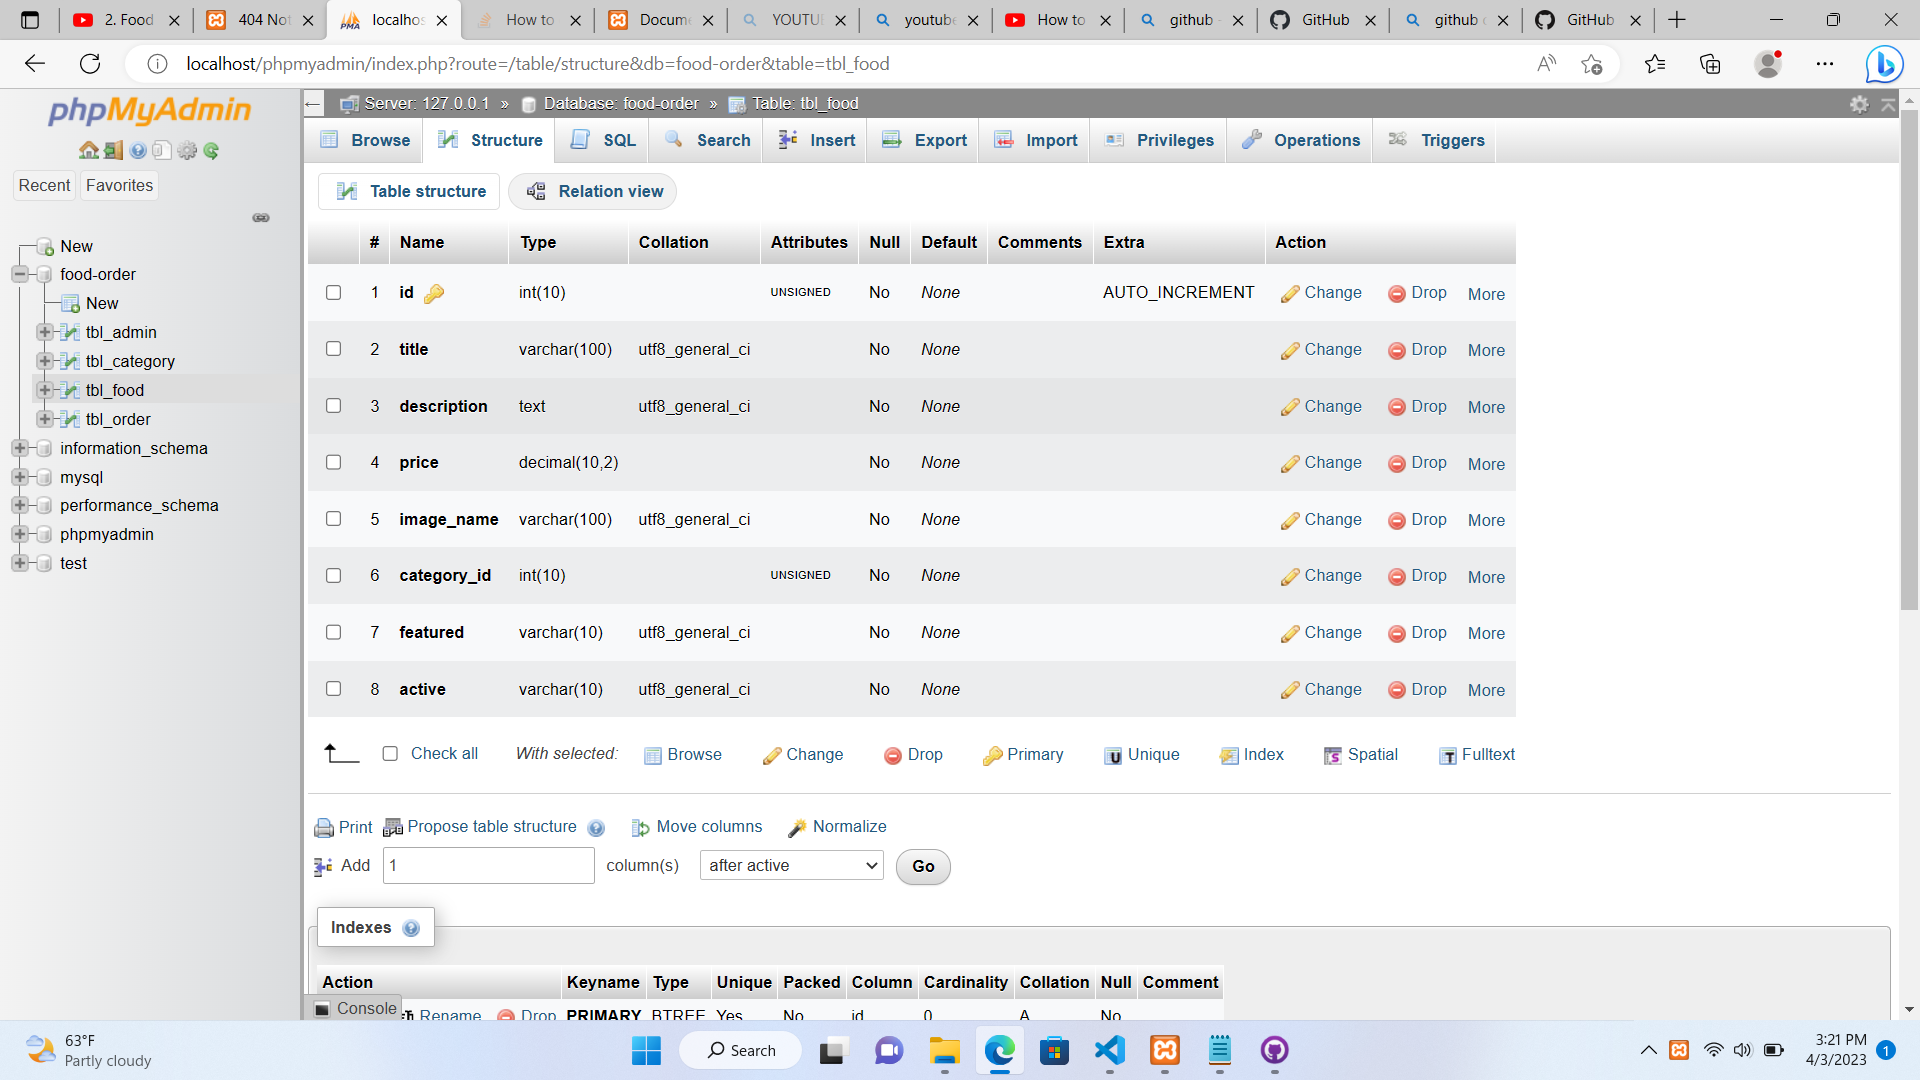 2. Food
404 Not
localhos
How to
Docume
YOUTU
youtube
How to
github
GitHub
github
GitHub
localhost/phpmyadmin/index.php?route=/table/structure&db=food-order&table=tbl_food
phpMyAdmin
Recent
Favorites
New
food-order
New
tbl_admin
tbl_category
tbl_food
tbl_order
information_schema
mysql
performance_schema
phpmyadmin
test
Server: 127.0.0.1 » Database: food-order » Table: tbl_food
Browse Structure SQL Search Insert Export Import Privileges Operations Triggers
Table structure Relation view
# Name Type Collation Attributes Null Default Comments Extra Action
1 id int(10) UNSIGNED No None AUTO_INCREMENT Change Drop More
2 title varchar(100) utf8_general_ci No None Change Drop More
3 description text utf8_general_ci No None Change Drop More
4 price decimal(10,2) No None Change Drop More
5 image_name varchar(100) utf8_general_ci No None Change Drop More
6 category_id int(10) UNSIGNED No None Change Drop More
7 featured varchar(10) utf8_general_ci No None Change Drop More
8 active varchar(10) utf8_general_ci No None Change Drop More
Check all With selected: Browse Change Drop Primary Unique Index Spatial Fulltext
Print Propose table structure Move columns Normalize
Add 1 column(s) after active Go
Indexes
Action Keyname Type Unique Packed Column Cardinality Collation Null Comment
Rename Drop PRIMARY BTREE Yes No id 0 A No
Console
63°F
Partly cloudy
Search
3:21 PM
4/3/2023
1